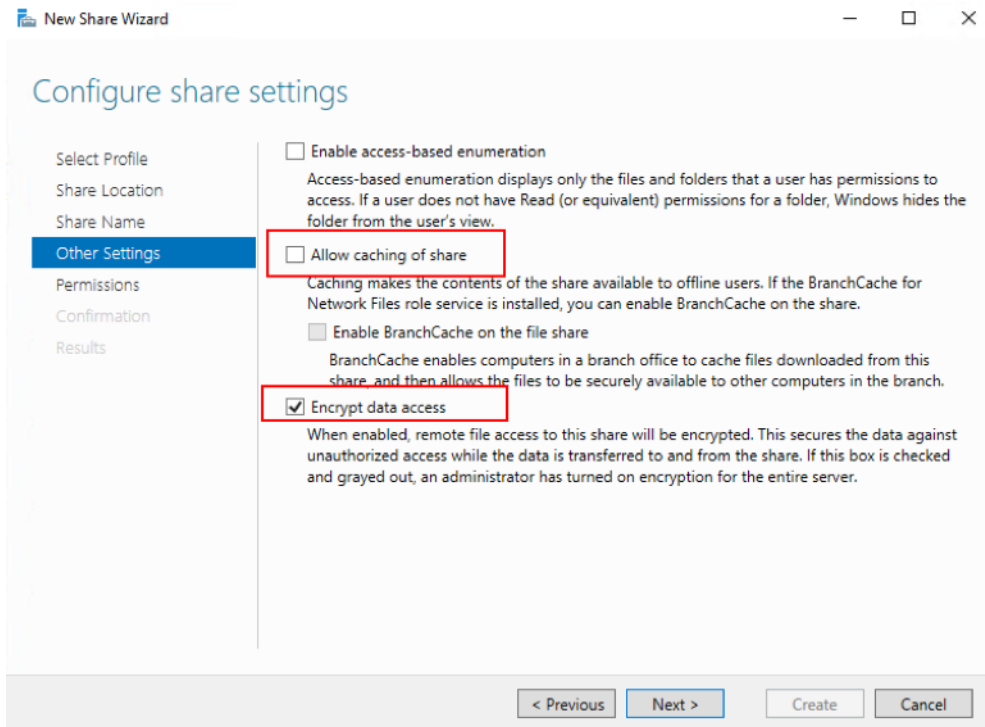 New Share Wizard
Configure share settings
Select Profile
Share Location
Share Name
Other Settings
Permissions
Confirmation
Results
Enable access-based enumeration
Access-based enumeration displays only the files and folders that a user has permissions to
access. If a user does not have Read (or equivalent) permissions for a folder, Windows hides the
folder from the user's view.
Allow caching of share
Caching makes the contents of the share available to offline users. If the BranchCache for
Network Files role service is installed, you can enable BranchCache on the share.
Enable BranchCache on the file share
BranchCache enables computers in a branch office to cache files downloaded from this
share, and then allows the files to be securely available to other computers in the branch.
Encrypt data access
When enabled, remote file access to this share will be encrypted. This secures the data against
unauthorized access while the data is transferred to and from the share. If this box is checked
and grayed out, an administrator has turned on encryption for the entire server.
< Previous
Next >
Create
Cancel